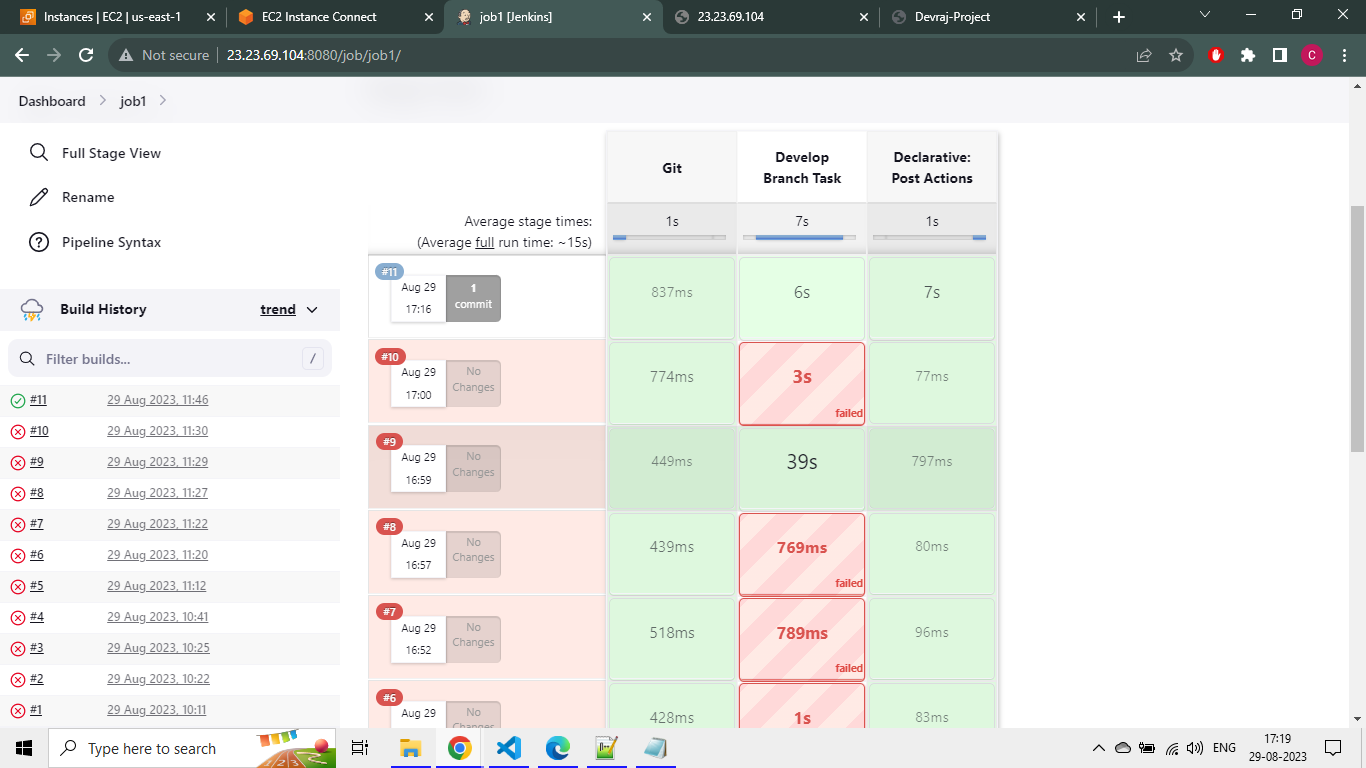 Instances | EC2 | us-east-1
EC2 Instance Connect
job1 [Jenkins]
23.23.69.104
Devraj-Project
Not secure
23.23.69.104:8080/job/job1/
C
Dashboard
job1
Full Stage View
Rename
Pipeline Syntax
Build History
trend
Filter builds...
/
#11 29 Aug 2023, 11:46
#10 29 Aug 2023, 11:30
#9 29 Aug 2023, 11:29
#8 29 Aug 2023, 11:27
#7 29 Aug 2023, 11:22
#6 29 Aug 2023, 11:20
#5 29 Aug 2023, 11:12
#4 29 Aug 2023, 10:41
#3 29 Aug 2023, 10:25
#2 29 Aug 2023, 10:22
#1 29 Aug 2023, 10:11
Git
Develop
Branch Task
Declarative:
Post Actions
Average stage times:
(Average full run time: ~15s)
1s
7s
1s
#11
Aug 29
17:16
1
commit
837ms
6s
7s
#10
Aug 29
17:00
No
Changes
774ms
3s
failed
77ms
#9
Aug 29
16:59
No
Changes
449ms
39s
797ms
#8
Aug 29
16:57
No
Changes
439ms
769ms
failed
80ms
#7
Aug 29
16:52
No
Changes
518ms
789ms
failed
96ms
#6
Aug 29
No
Changes
428ms
1s
83ms
Type here to search
ENG
17:19
29-08-2023